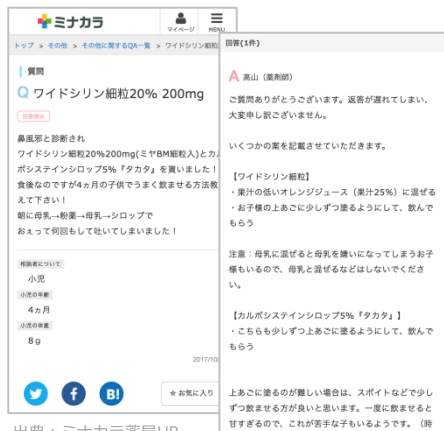 ミナカラ
マイページ
MENU
トップ > その他 > その他に関するQA一覧 > ワイドシリン細粒
質問
Q ワイドシリン細粒20% 200mg
回答済み
鼻風邪と診断され
ワイドシリン細粒20%200mg(ミヤBM細粒入)とカル
ボシステインシロップ5%『タカタ』を貰いました!
食後なのですが4ヵ月の子供でうまく飲ませる方法教
えて下さい!
朝に母乳→粉薬→母乳→シロップで
おぇって何回もして吐いてしまいました!
相談者について
小児
小児の年齢
4ヵ月
小児の体重
8g
2017/10/
B!
★ お気に入り
出典:ミナカラ薬局HP
回答(1件)
A 高山(薬剤師)
ご質問ありがとうございます。返答が遅れてしまい、
大変申し訳ございません。
いくつかの案を記載させていただきます。
【ワイドシリン細粒】
・果汁の低いオレンジジュース(果汁25%)に混ぜる
・お子様の上あごに少しずつ塗るようにして、飲んで
もらう
注意:母乳に混ぜると母乳を嫌いになってしまうお子
様もいるので、母乳と混ぜるなどはしないでくださ
い。
【カルボシステインシロップ5%『タカタ』】
・こちらも少しずつ上あごに塗るようにして、飲んで
もらう
上あごに塗るのが難しい場合は、スポイトなどで少し
ずつ飲ませる方が良いと思います。一度に飲ませると
甘すぎるので、これが苦手な子もいるようです。(時